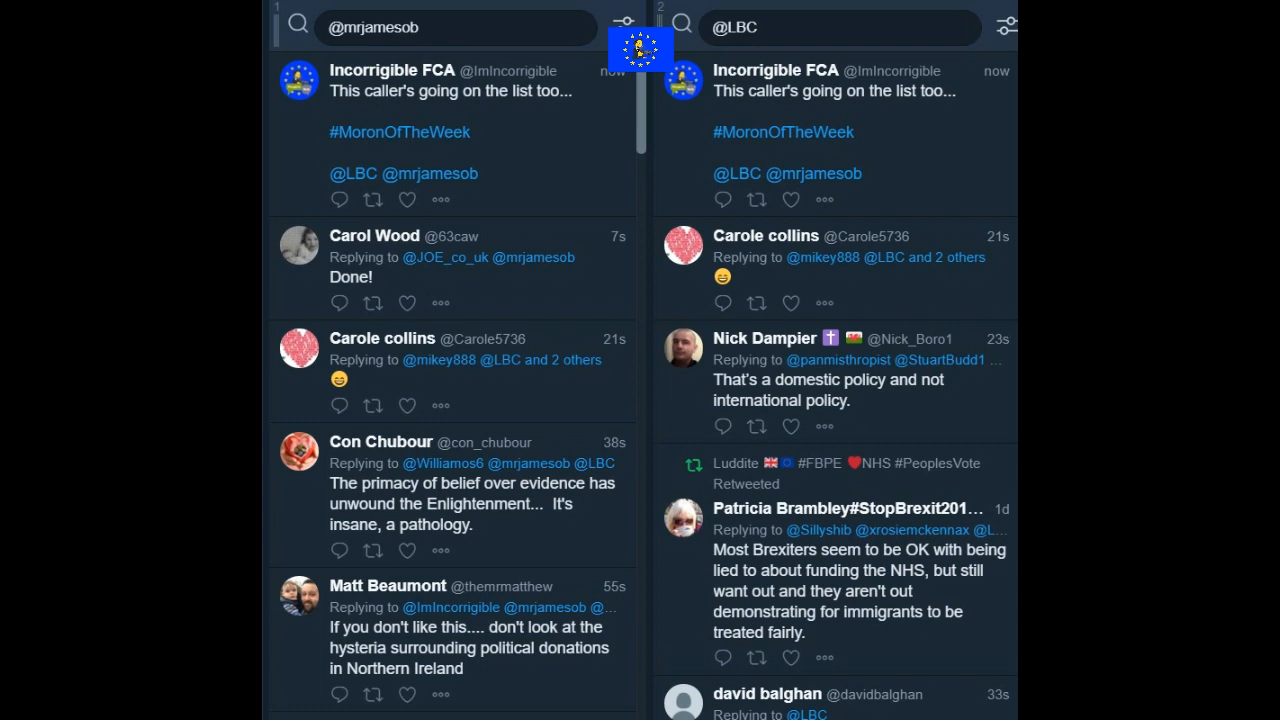 1
@mrjamesob
Incorrigible FCA @ImIncorrigible now
This caller's going on the list too...
#MoronOfTheWeek
@LBC @mrjamesob
Carol Wood @63caw 7s
Replying to @JOE_co_uk @mrjamesob
Done!
Carole collins @Carole5736 21s
Replying to @mikey888 @LBC and 2 others
😄
Con Chubour @con_chubour 38s
Replying to @Williamos6 @mrjamesob @LBC
The primacy of belief over evidence has
unwound the Enlightenment... It's
insane, a pathology.
Matt Beaumont @themrmatthew 55s
Replying to @ImIncorrigible @mrjamesob @...
If you don't like this.... don't look at the
hysteria surrounding political donations
in Northern Ireland
2
@LBC
Incorrigible FCA @ImIncorrigible now
This caller's going on the list too...
#MoronOfTheWeek
@LBC @mrjamesob
Carole collins @Carole5736 21s
Replying to @mikey888 @LBC and 2 others
😄
Nick Dampier ✝️ 🏴󠁧󠁢󠁷󠁬󠁳󠁿 @Nick_Boro1 23s
Replying to @panmisthropist @StuartBudd1 ...
That's a domestic policy and not
international policy.
Luddite 🇬🇧🇪🇺 #FBPE ❤️NHS #PeoplesVote
Retweeted
Patricia Brambley#StopBrexit201... 1d
Replying to @Sillyshib @xrosiemckennax @L...
Most Brexiters seem to be OK with being
lied to about funding the NHS, but still
want out and they aren't out
demonstrating for immigrants to be
treated fairly.
david balghan @davidbalghan 33s
Replying to @LBC